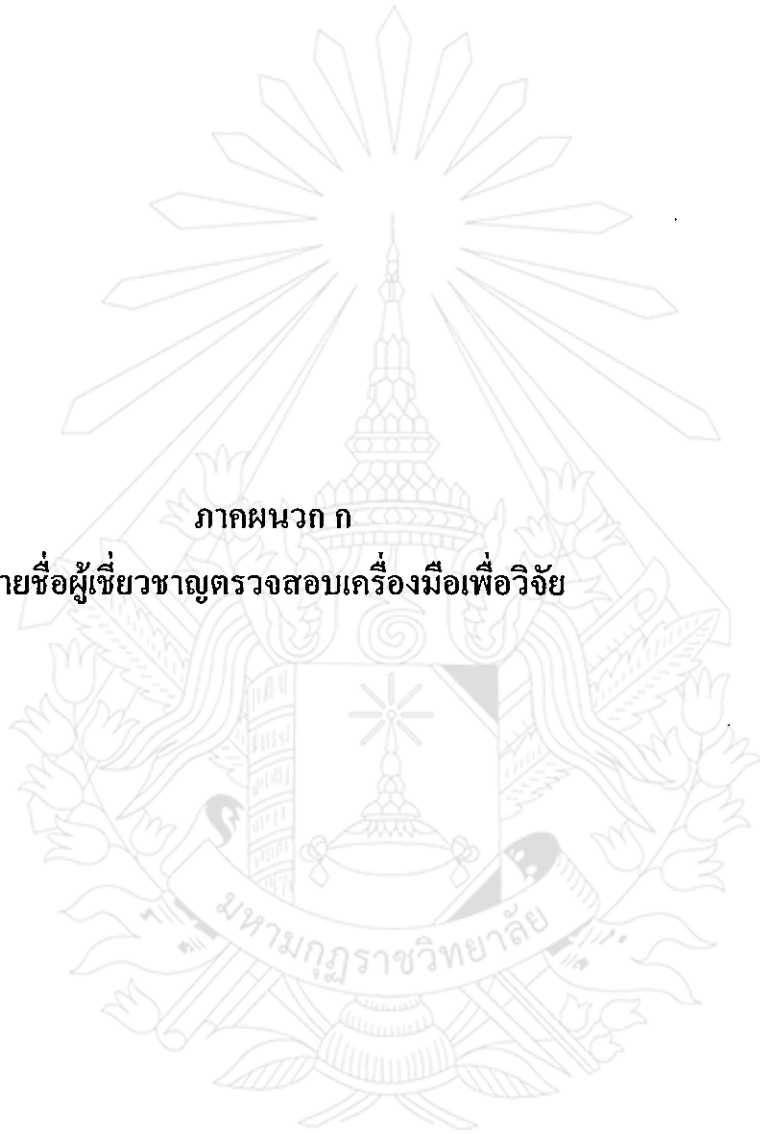 ภาคผนวก ก
ายชื่อผู้เชี่ยวชาญตรวจสอบเครื่องมือเพื่อวิจัย
มหามกุฏราชวิทยาลัย